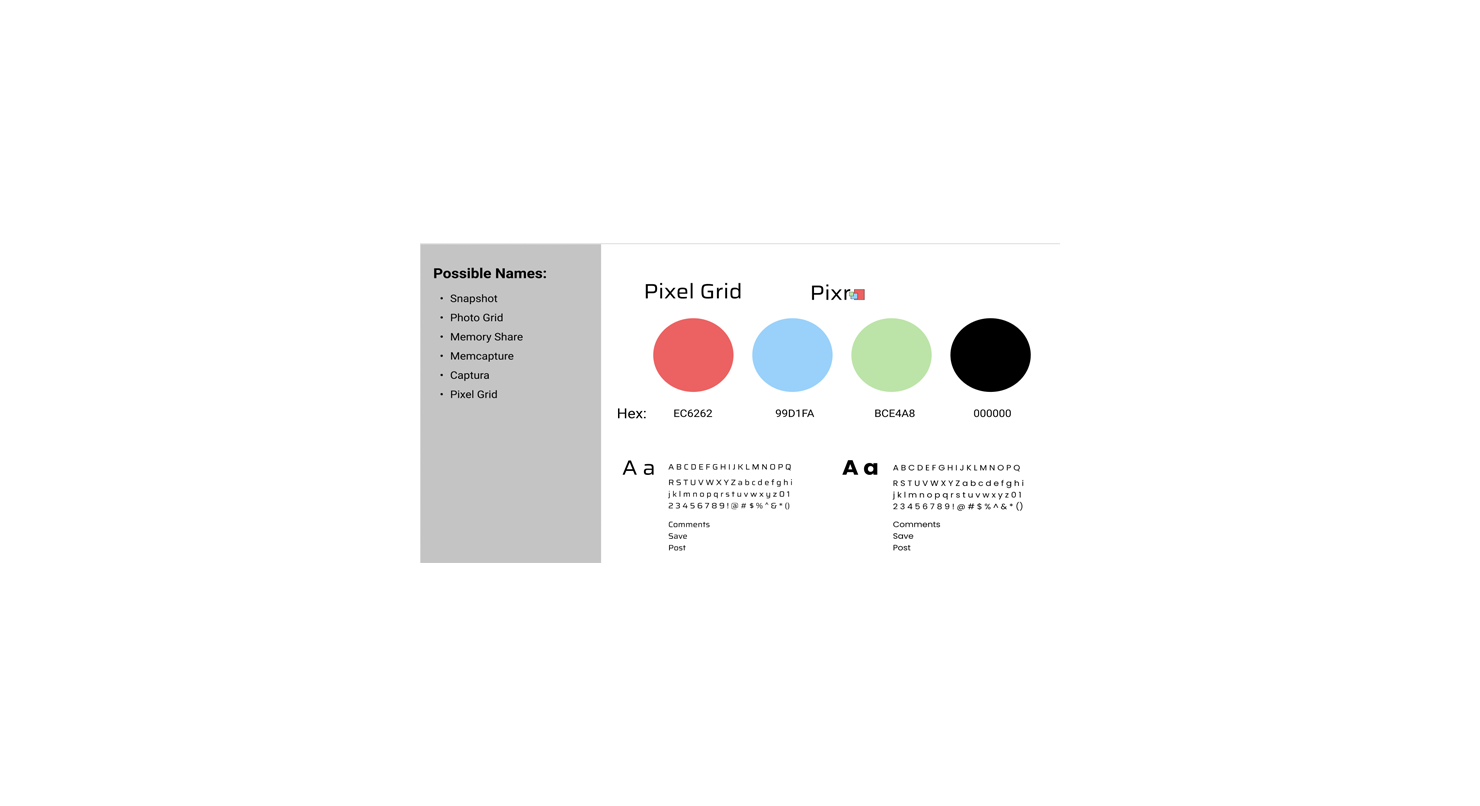 Possible Names:
• Snapshot
• Photo Grid
• Memory Share
• Memcapture
• Captura
• Pixel Grid
Pixel Grid
Pixr
Hex:
EC6262
99D1FA
BCE4A8
000000
A a
A B C D E F G H I J K L M N O P Q
R S T U V W X Y Z a b c d e f g h i
j k l m n o p q r s t u v w x y z 0 1
2 3 4 5 6 7 8 9 ! @ # $ % ^ & * ()
Comments
Save
Post
A a
A B C D E F G H I J K L M N O P Q
R S T U V W X Y Z a b c d e f g h i
j k l m n o p q r s t u v w x y z 0 1
2 3 4 5 6 7 8 9 ! @ # $ % ^ & * ()
Comments
Save
Post